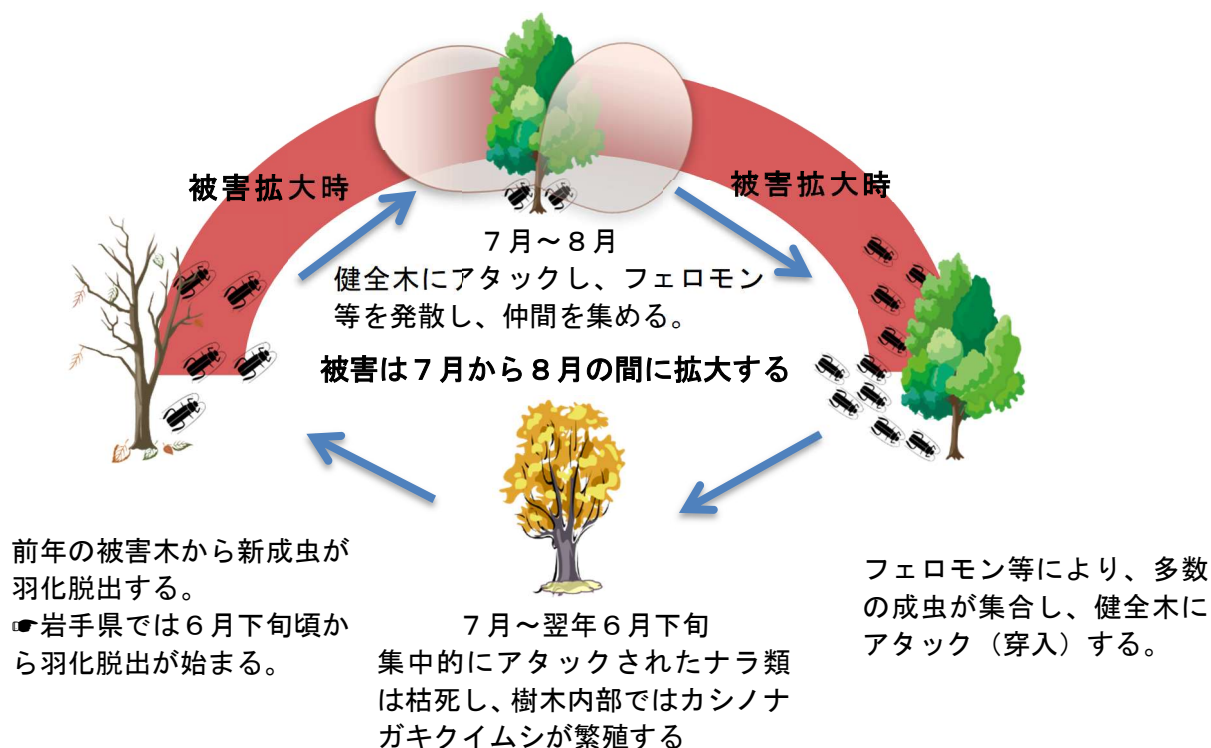 被害拡大時
被害拡大時
７月～８月
健全木にアタックし、フェロモン
等を発散し、仲間を集める。
被害は７月から８月の間に拡大する
前年の被害木から新成虫が
羽化脱出する。
☛岩手県では６月下旬頃か
ら羽化脱出が始まる。
７月～翌年６月下旬
集中的にアタックされたナラ類
は枯死し、樹木内部ではカシノナ
ガキクイムシが繁殖する
フェロモン等により、多数
の成虫が集合し、健全木に
アタック（穿入）する。